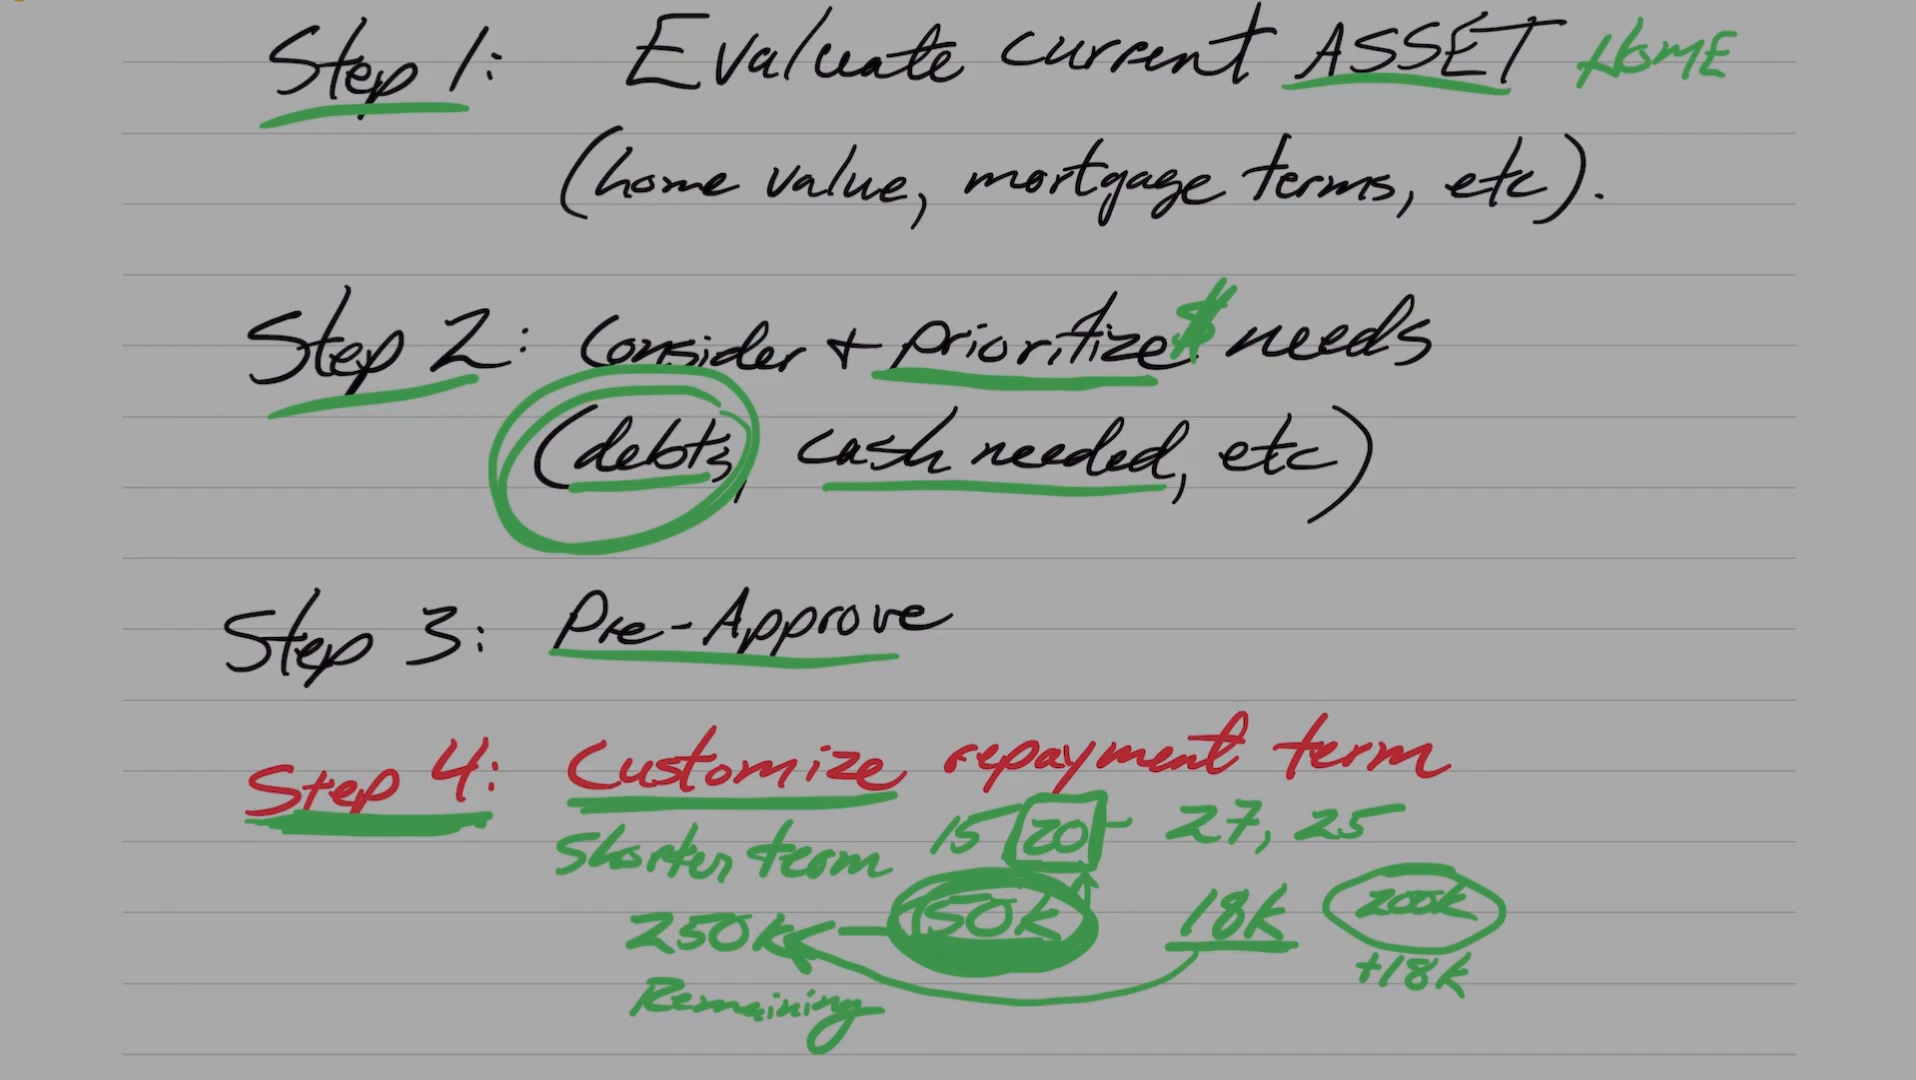 Step 1: Evaluate current ASSET HOME
(home value, mortgage terms, etc).
Step 2: Consider + prioritize $ needs
(debts, cash needed, etc)
Step 3: Pre-Approve
Step 4: Customize repayment term
Shorter term 15 20 27, 25
250k 150k 18k 200k
+18k
Remaining